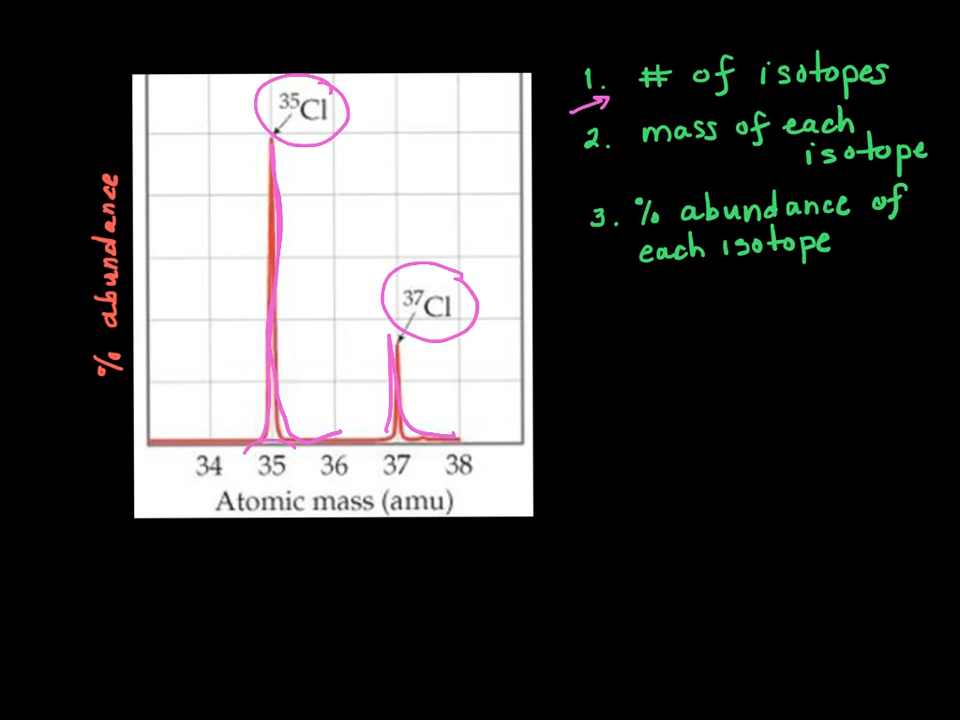 35Cl
37Cl
% abundance
34 35 36 37 38
Atomic mass (amu)
1. # of isotopes
2. mass of each
isotope
3. % abundance of
each isotope